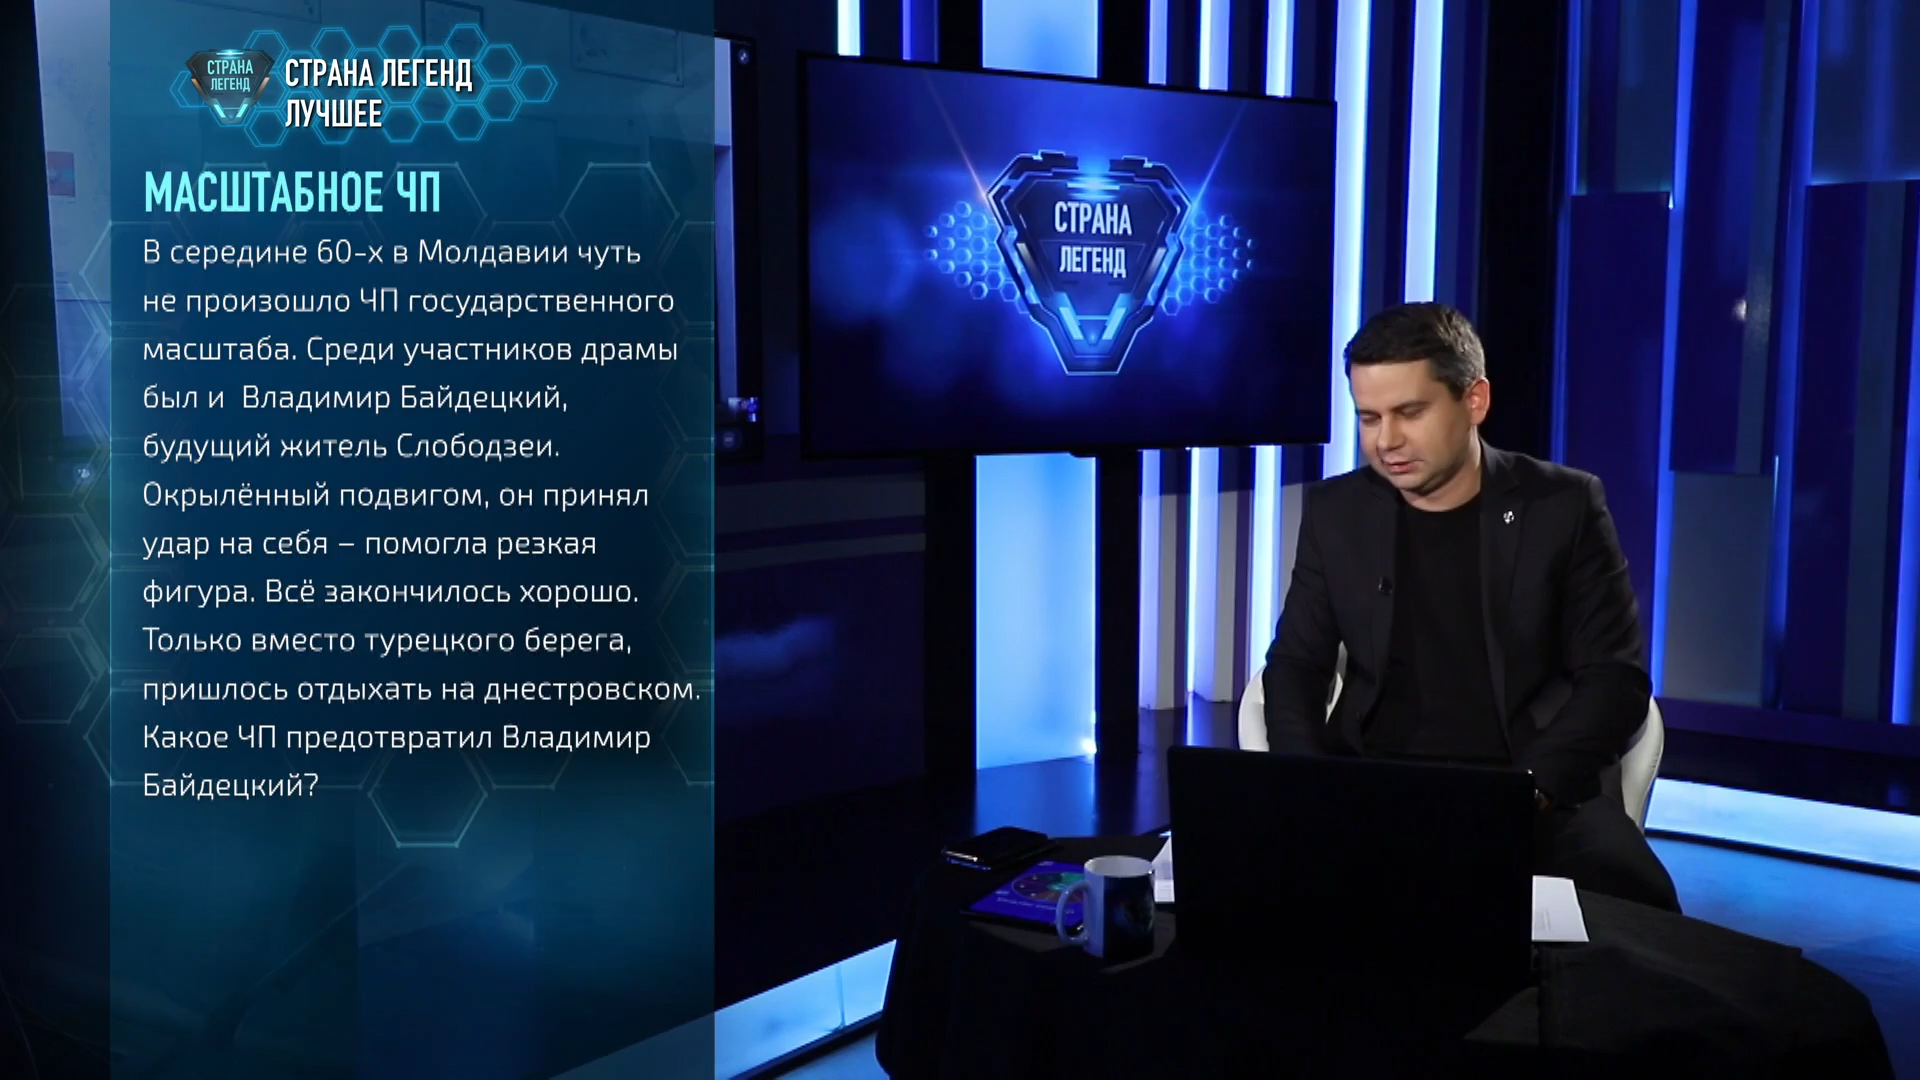 СТРАНА
ЛЕГЕНД
СТРАНА ЛЕГЕНД
ЛУЧШЕЕ
МАСШТАБНОЕ ЧП
В середине 60-х в Молдавии чуть
не произошло ЧП государственного
масштаба. Среди участников драмы
был и  Владимир Байдецкий,
будущий житель Слободзеи.
Окрылённый подвигом, он принял
удар на себя – помогла резкая
фигура. Всё закончилось хорошо.
Только вместо турецкого берега,
пришлось отдыхать на днестровском.
Какое ЧП предотвратил Владимир
Байдецкий?
СТРАНА
ЛЕГЕНД